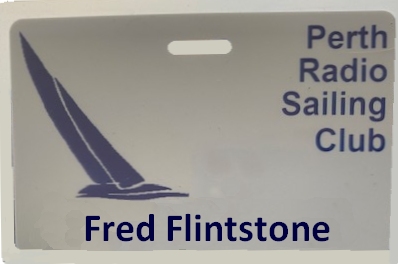 Perth
Radio
Sailing
Club
Fred Flintstone